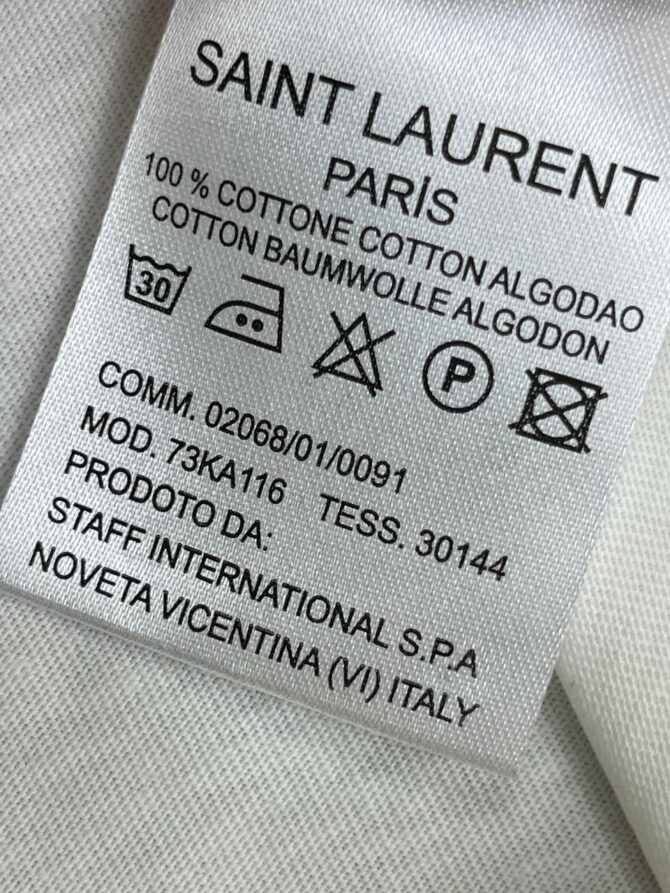 SAINT LAURENT
PARİS
100 % COTTONE COTTON ALGODAO
COTTON BAUMWOLLE ALGODON
30 P
COMM. 02068/01/0091
MOD. 73KA116 TESS. 30144
PRODOTO DA:
STAFF INTERNATIONAL S.P.A
NOVETA VICENTINA (VI) ITALY